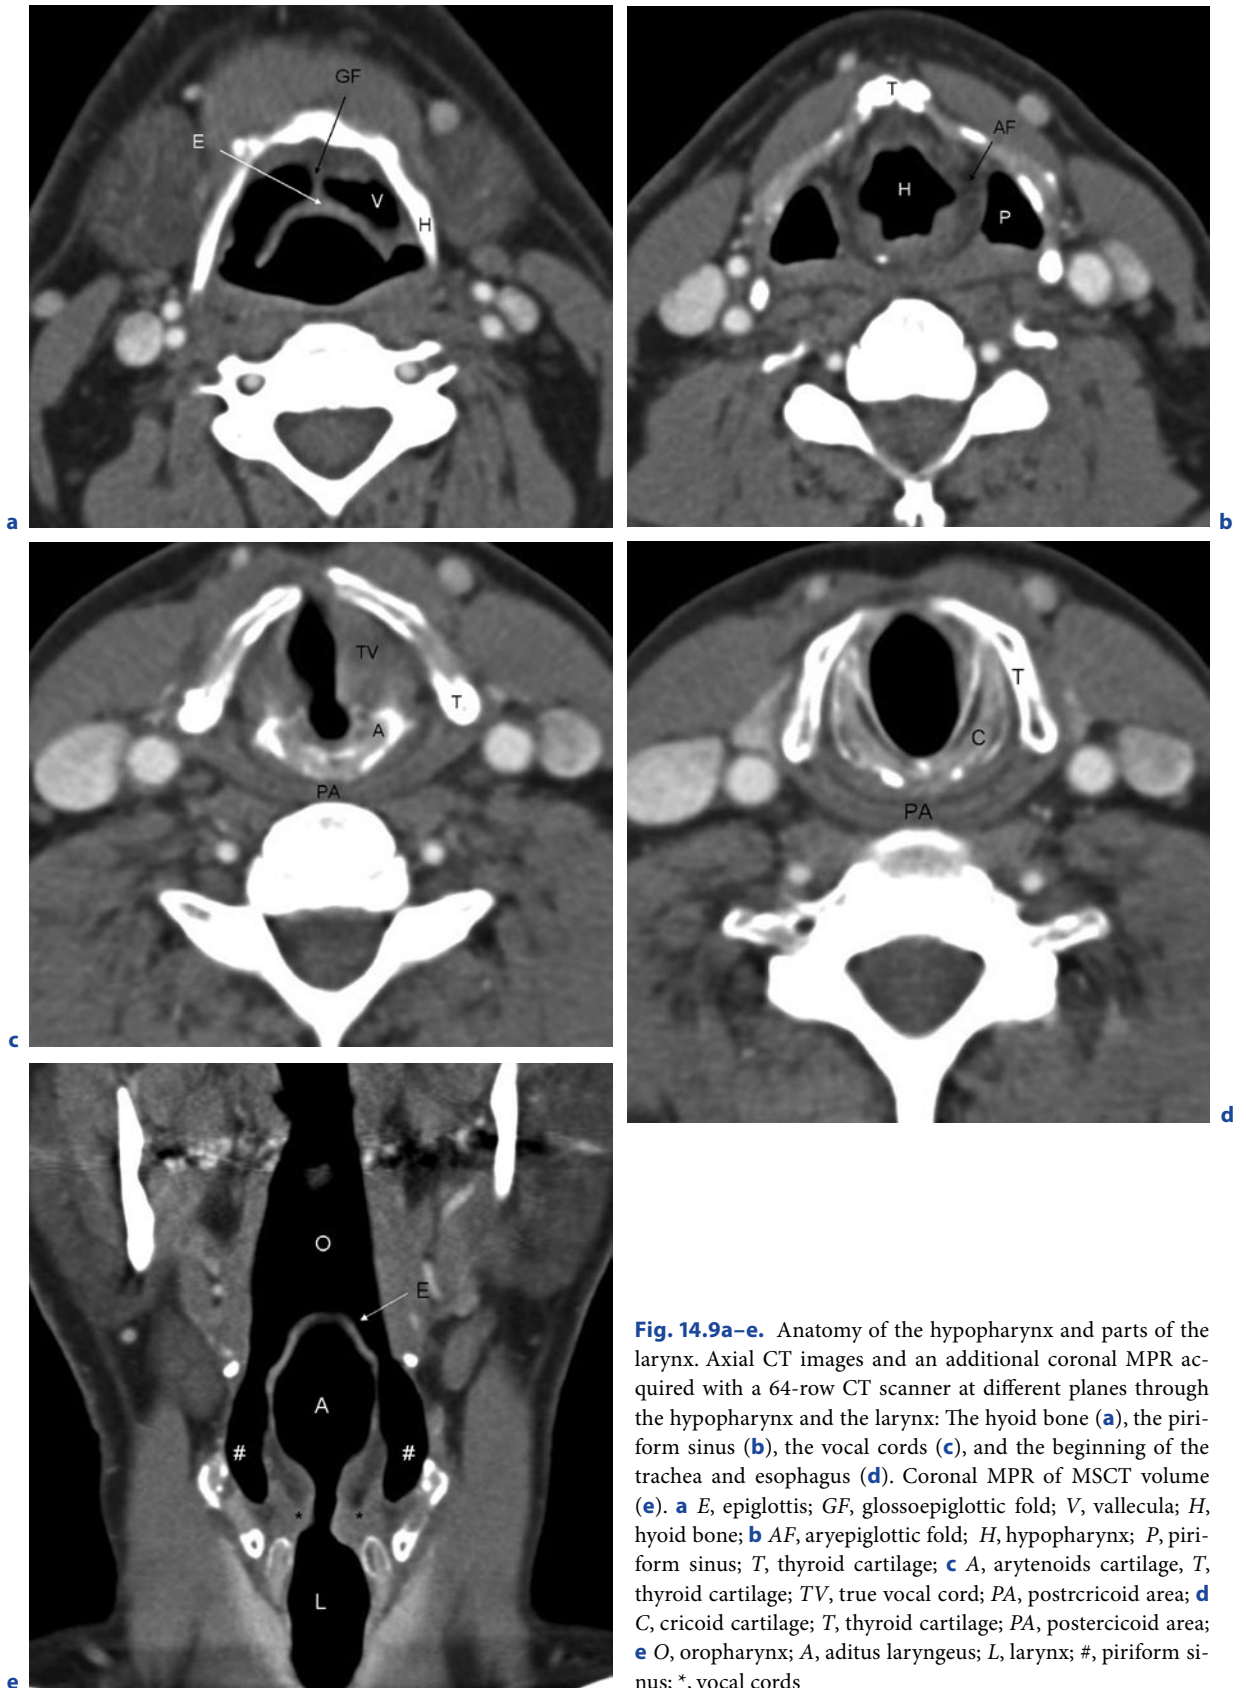 GF
E
V
H
a
T
AF
H
P
b
TV
T
A
PA
c
T
C
PA
d
O
E
A
#
#
*
*
L
e
Fig. 14.9a–e. Anatomy of the hypopharynx and parts of the
larynx. Axial CT images and an additional coronal MPR ac-
quired with a 64-row CT scanner at different planes through
the hypopharynx and the larynx: The hyoid bone (a), the piri-
form sinus (b), the vocal cords (c), and the beginning of the
trachea and esophagus (d). Coronal MPR of MSCT volume
(e). a E, epiglottis; GF, glossoepiglottic fold; V, vallecula; H,
hyoid bone; b AF, aryepiglottic fold; H, hypopharynx; P, piri-
form sinus; T, thyroid cartilage; c A, arytenoids cartilage, T,
thyroid cartilage; TV, true vocal cord; PA, postrcricoid area; d
C, cricoid cartilage; T, thyroid cartilage; PA, postercicoid area;
e O, oropharynx; A, aditus laryngeus; L, larynx; #, piriform si-
nus; *, vocal cords